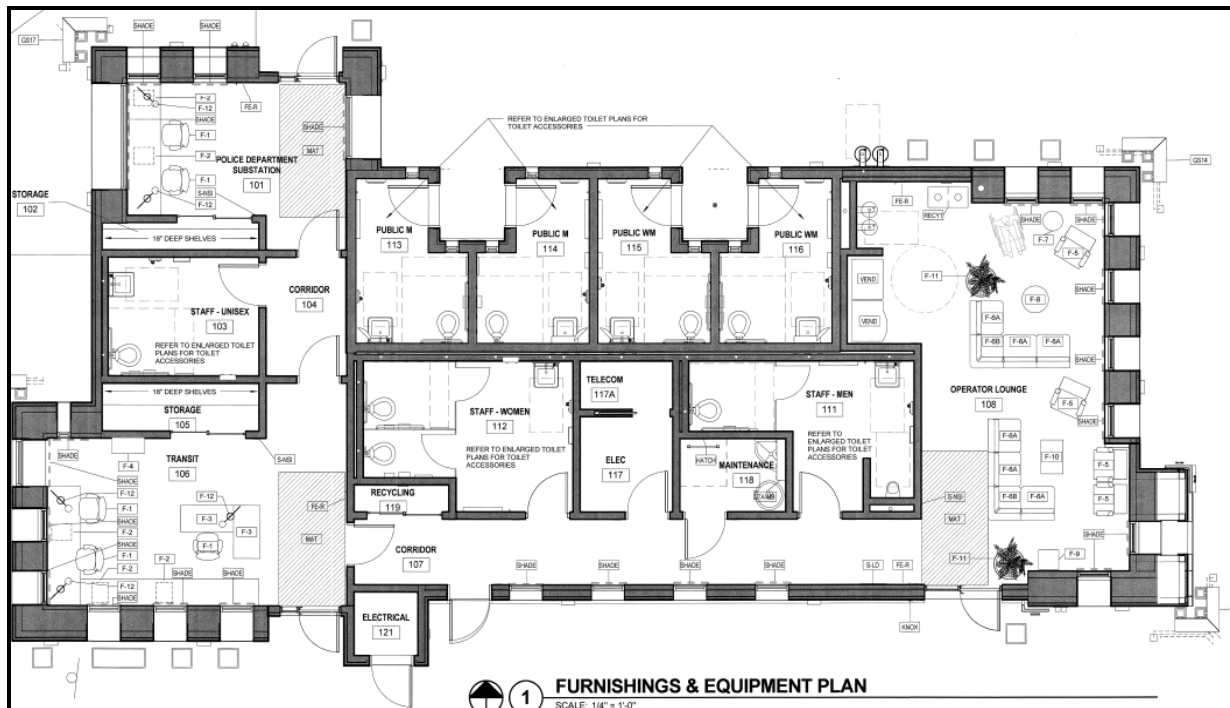 SHADE
SHADE
GS17
F-2
F-12
FE-R
SHADE
F-1
F-2
SHADE
MAT
POLICE DEPARTMENT
SUBSTATION
101
F-1
S-NSI
F-12
STORAGE
102
18" DEEP SHELVES
REFER TO ENLARGED TOILET PLANS FOR
TOILET ACCESSORIES
GS14
PUBLIC M
113
PUBLIC M
114
PUBLIC WM
115
PUBLIC WM
116
FE-R
RECYT
SHADE
F-7
SHADE
F-5
F-11
F-8
SHADE
VEND
VEND
F-6A
F-6B
F-6A
F-6A
SHADE
CORRIDOR
104
STAFF - UNISEX
103
REFER TO ENLARGED TOILET
PLANS FOR TOILET
ACCESSORIES
18" DEEP SHELVES
STORAGE
105
STAFF - WOMEN
112
REFER TO ENLARGED TOILET
PLANS FOR TOILET
ACCESSORIES
TELECOM
117A
ELEC
117
STAFF - MEN
111
REFER TO
ENLARGED TOILET
PLANS FOR TOILET
ACCESSORIES
HATCH
MAINTENANCE
118
OPERATOR LOUNGE
108
F-5
SHADE
F-6A
F-6A
F-10
F-5
F-6B
F-6A
F-5
S-NSI
MAT
F-11
F-9
SHADE
TRANSIT
106
SHADE
F-4
S-NSI
SHADE
F-12
F-1
SHADE
F-2
SHADE
F-1
F-2
F-12
SHADE
F-12
F-3
F-3
F-1
F-2
SHADE
SHADE
FE-R
MAT
RECYCLING
119
CORRIDOR
107
SHADE
SHADE
SHADE
SHADE
S-LD
FE-R
KNOX
ELECTRICAL
121
1
FURNISHINGS & EQUIPMENT PLAN
SCALE: 1/4" = 1'-0"